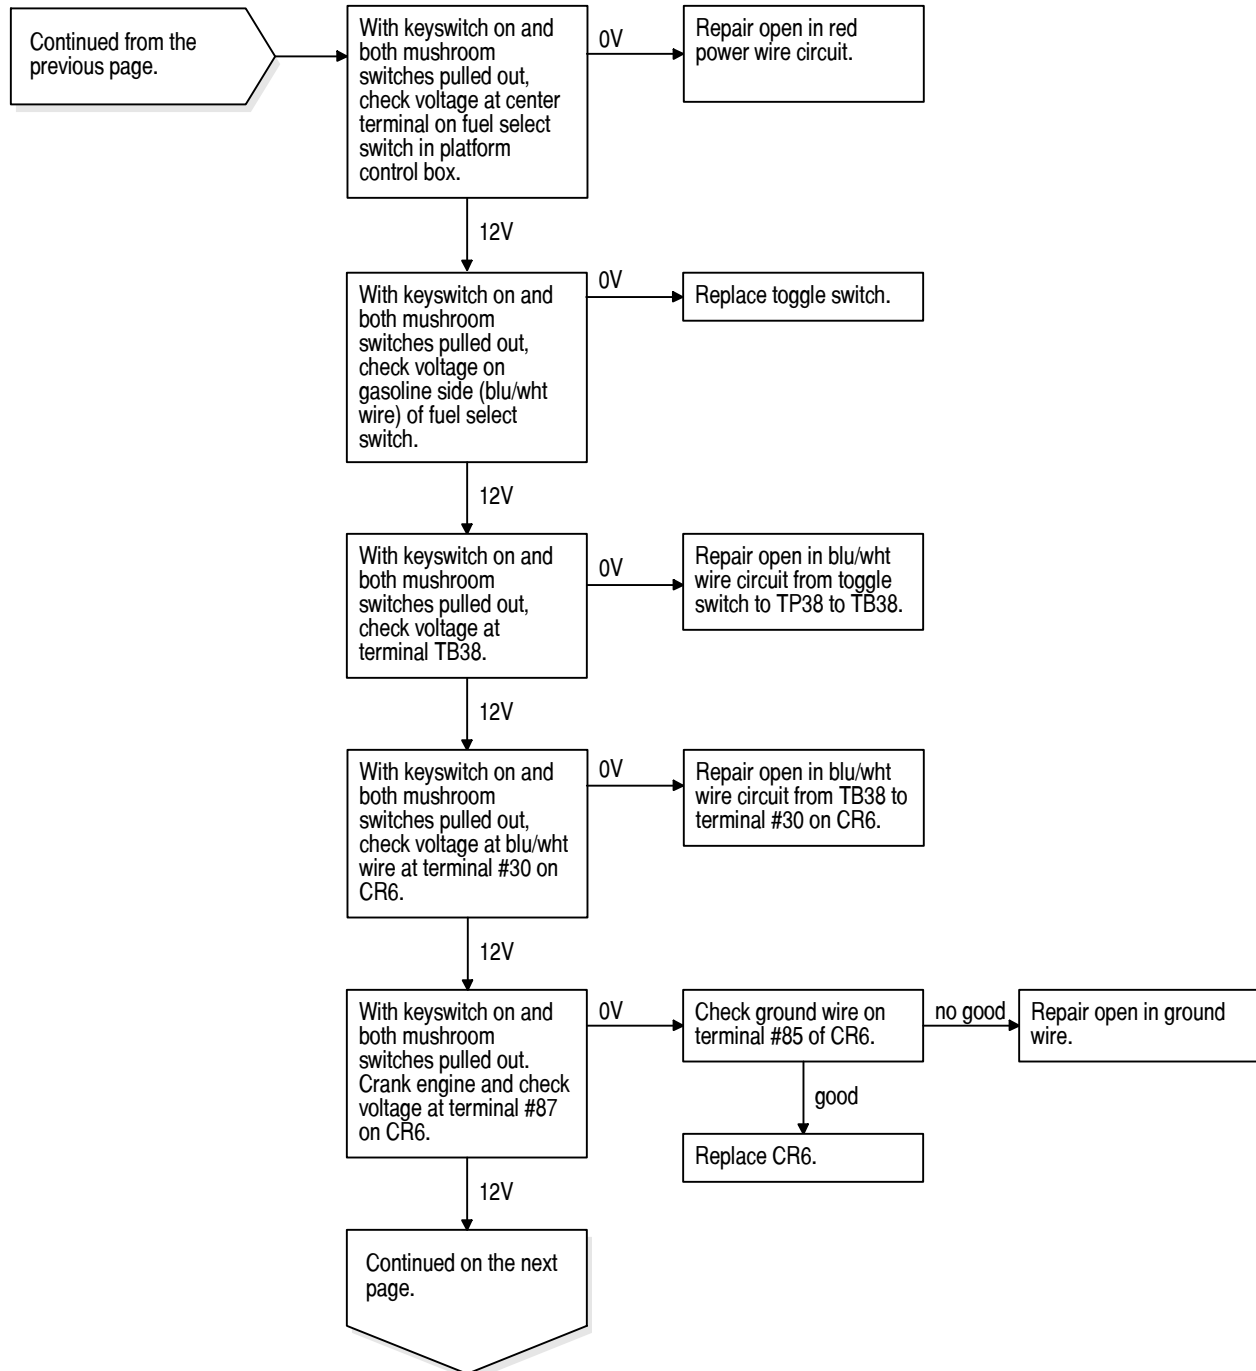 Continued from the
previous page.
With keyswitch on and
both mushroom
switches pulled out,
check voltage at center
terminal on fuel select
switch in platform
control box.
0V
Repair open in red
power wire circuit.
12V
With keyswitch on and
both mushroom
switches pulled out,
check voltage on
gasoline side (blu/wht
wire) of fuel select
switch.
0V
Replace toggle switch.
12V
With keyswitch on and
both mushroom
switches pulled out,
check voltage at
terminal TB38.
0V
Repair open in blu/wht
wire circuit from toggle
switch to TP38 to TB38.
12V
With keyswitch on and
both mushroom
switches pulled out,
check voltage at blu/wht
wire at terminal #30 on
CR6.
0V
Repair open in blu/wht
wire circuit from TB38 to
terminal #30 on CR6.
12V
With keyswitch on and
both mushroom
switches pulled out.
Crank engine and check
voltage at terminal #87
on CR6.
0V
Check ground wire on
terminal #85 of CR6.
no good
Repair open in ground
wire.
good
Replace CR6.
12V
Continued on the next
page.